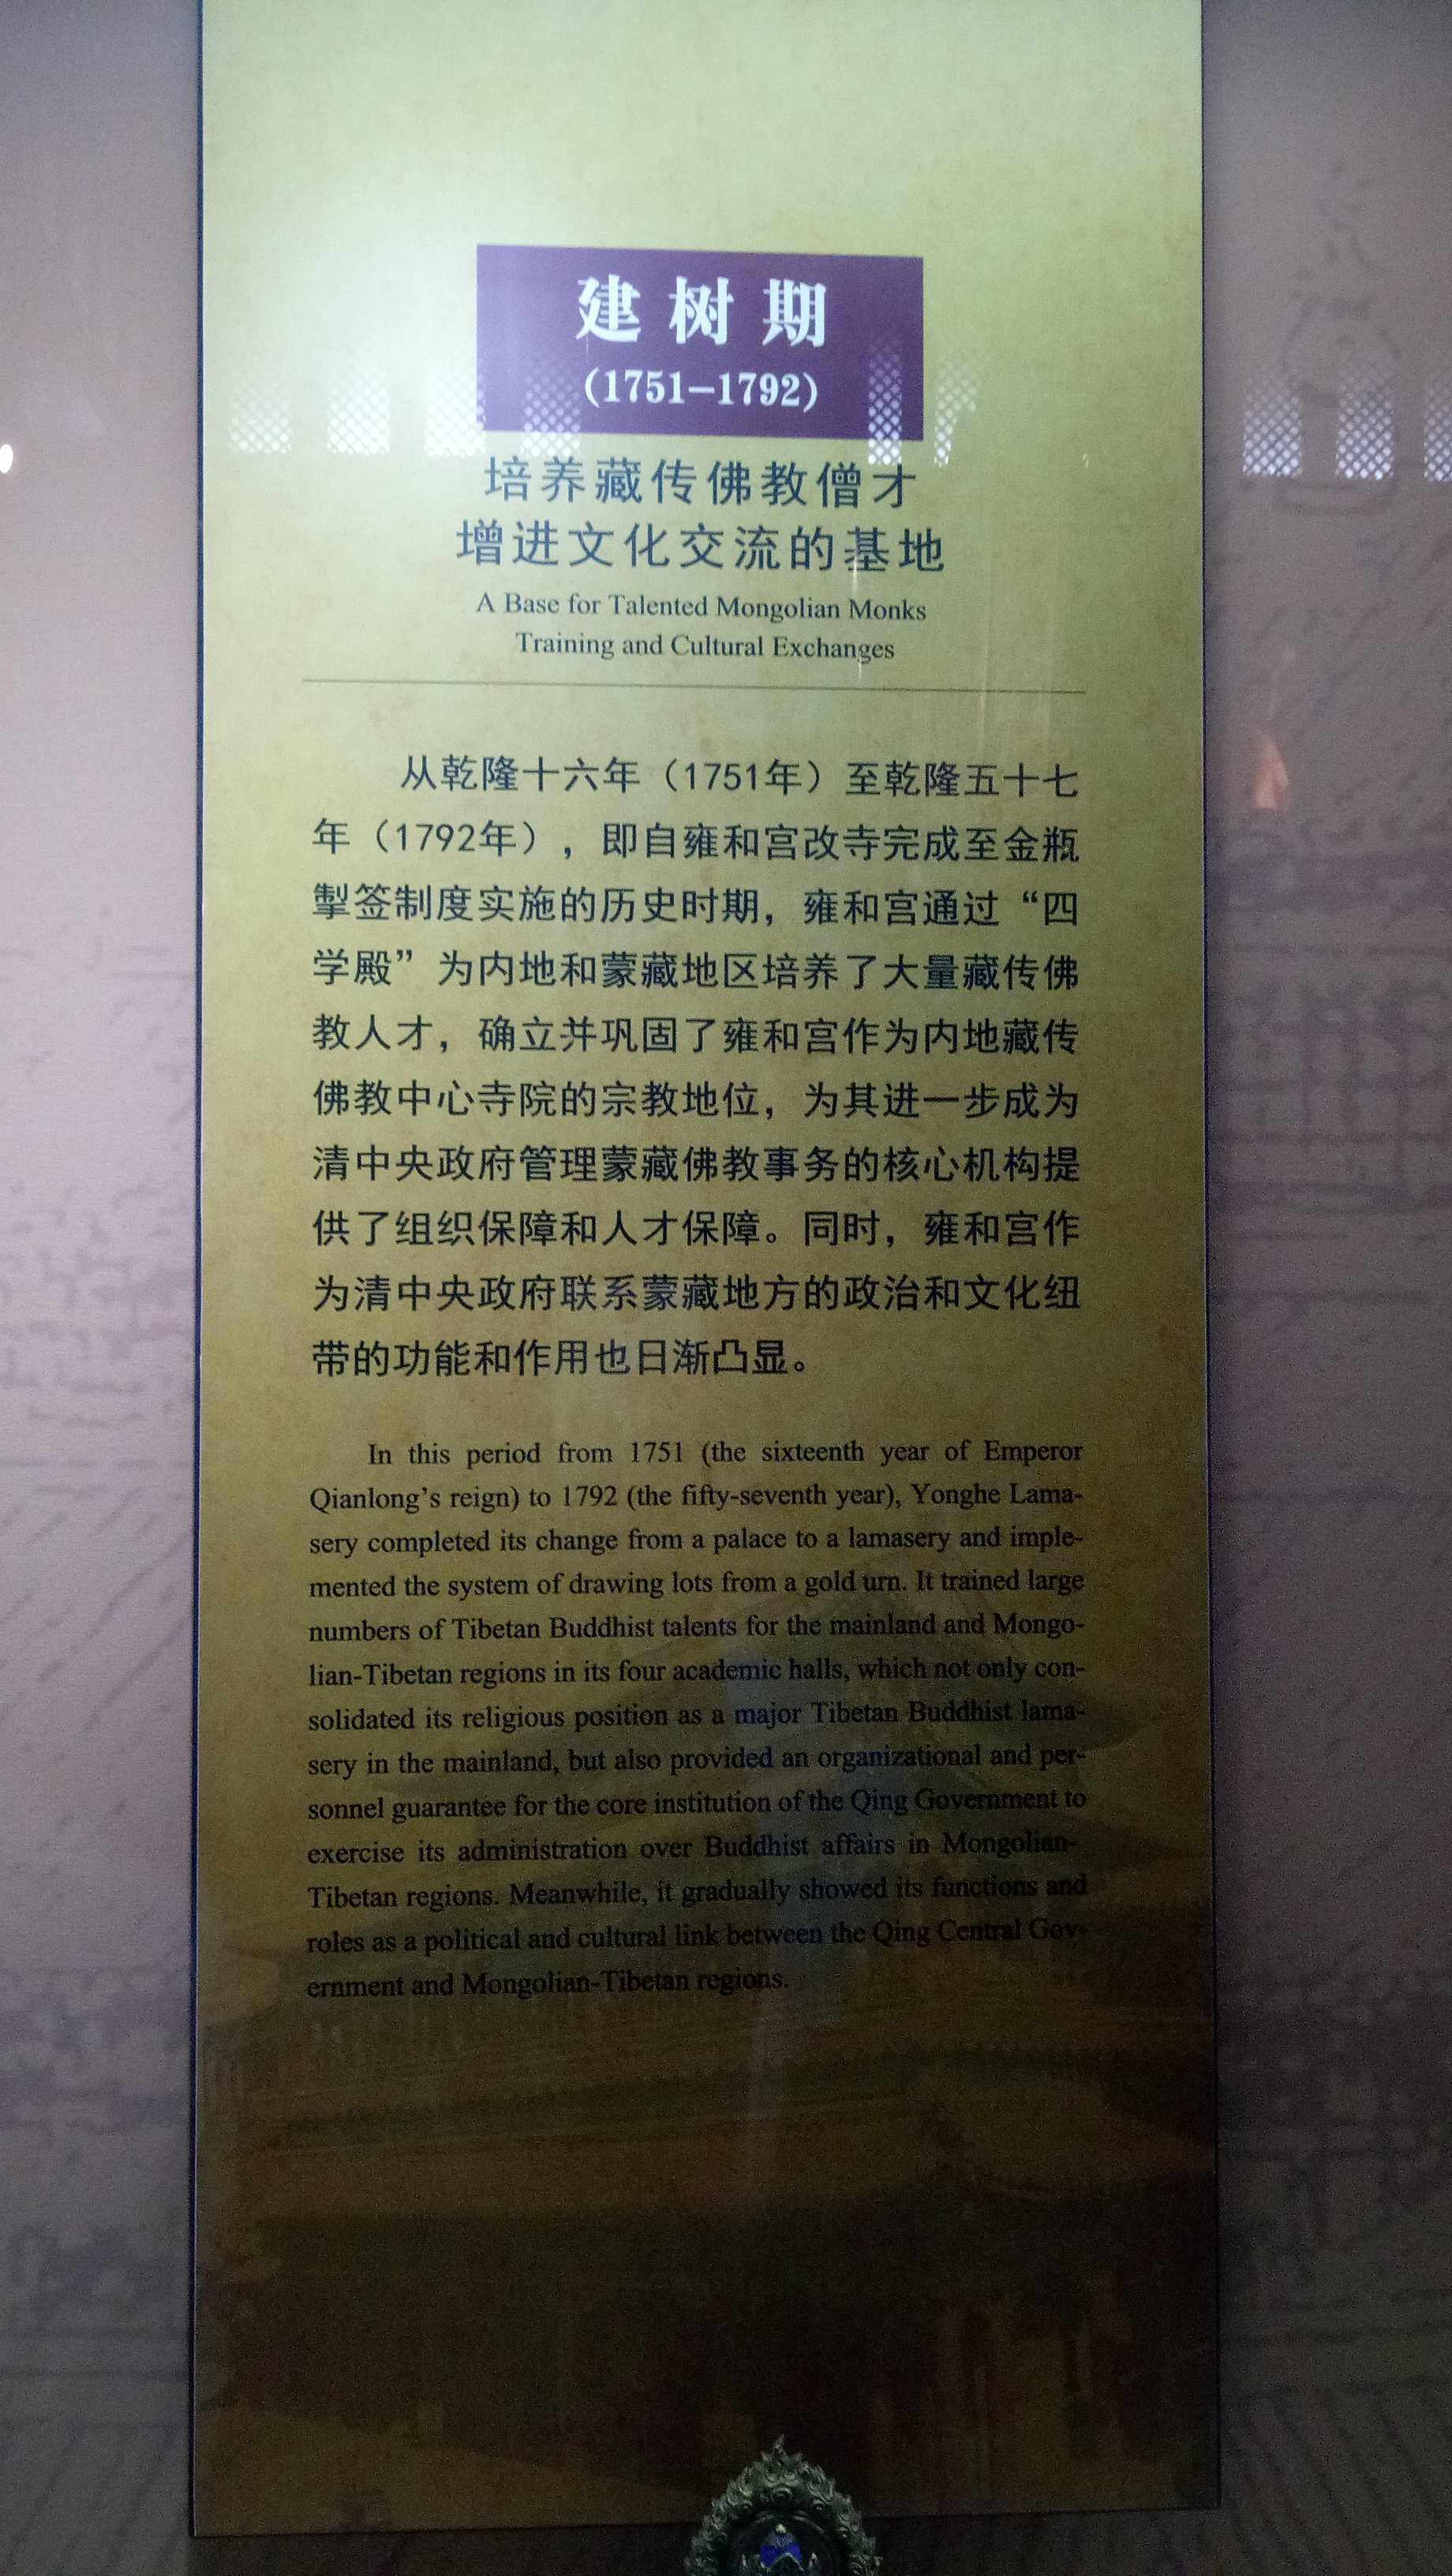 建树期
(1751–1792)
培养藏传佛教僧才
增进文化交流的基地
A Base for Talented Mongolian Monks
Training and Cultural Exchanges
从乾隆十六年（1751年）至乾隆五十七
年（1792年），即自雍和宫改寺完成至金瓶
掣签制度实施的历史时期，雍和宫通过“四
学殿”为内地和蒙藏地区培养了大量藏传佛
教人才，确立并巩固了雍和宫作为内地藏传
佛教中心寺院的宗教地位，为其进一步成为
清中央政府管理蒙藏佛教事务的核心机构提
供了组织保障和人才保障。同时，雍和宫作
为清中央政府联系蒙藏地方的政治和文化纽
带的功能和作用也日渐凸显。
In this period from 1751 (the sixteenth year of Emperor
Qianlong’s reign) to 1792 (the fifty-seventh year), Yonghe Lama-
sery completed its change from a palace to a lamasery and imple-
mented the system of drawing lots from a gold urn. It trained large
numbers of Tibetan Buddhist talents for the mainland and Mongo-
lian-Tibetan regions in its four academic halls, which not only con-
solidated its religious position as a major Tibetan Buddhist lama-
sery in the mainland, but also provided an organizational and per-
sonnel guarantee for the core institution of the Qing Government to
exercise its administration over Buddhist affairs in Mongolian-
Tibetan regions. Meanwhile, it gradually showed its functions and
roles as a political and cultural link between the Qing Central Gov-
ernment and Mongolian-Tibetan regions.